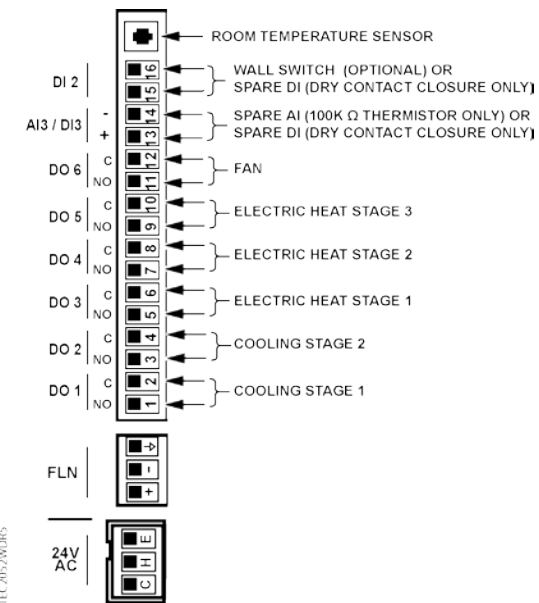 ROOM TEMPERATURE SENSOR
DI 2
16
15
WALL SWITCH (OPTIONAL) OR
SPARE DI (DRY CONTACT CLOSURE ONLY)
AI3 / DI3
-
+
14
13
SPARE AI (100K Ω THERMISTOR ONLY) OR
SPARE DI (DRY CONTACT CLOSURE ONLY)
DO 6
C
NO
12
11
FAN
DO 5
C
NO
10
9
ELECTRIC HEAT STAGE 3
DO 4
C
NO
8
7
ELECTRIC HEAT STAGE 2
DO 3
C
NO
6
5
ELECTRIC HEAT STAGE 1
DO 2
C
NO
4
3
COOLING STAGE 2
DO 1
C
NO
2
1
COOLING STAGE 1
FLN
-
+
24V
AC
E
H
C
TEC2052WDR5